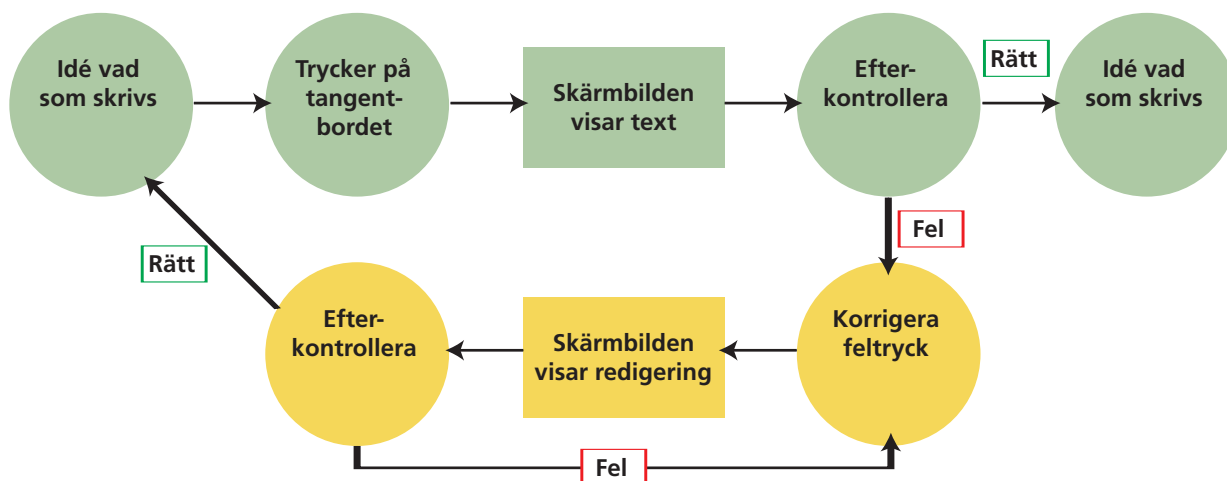 Idé vad
som skrivs
Trycker på
tangent-
bordet
Skärmbilden
visar text
Efter-
kontrollera
Rätt
Idé vad
som skrivs
Fel
Rätt
Efter-
kontrollera
Skärmbilden
visar redigering
Korrigera
feltryck
Fel